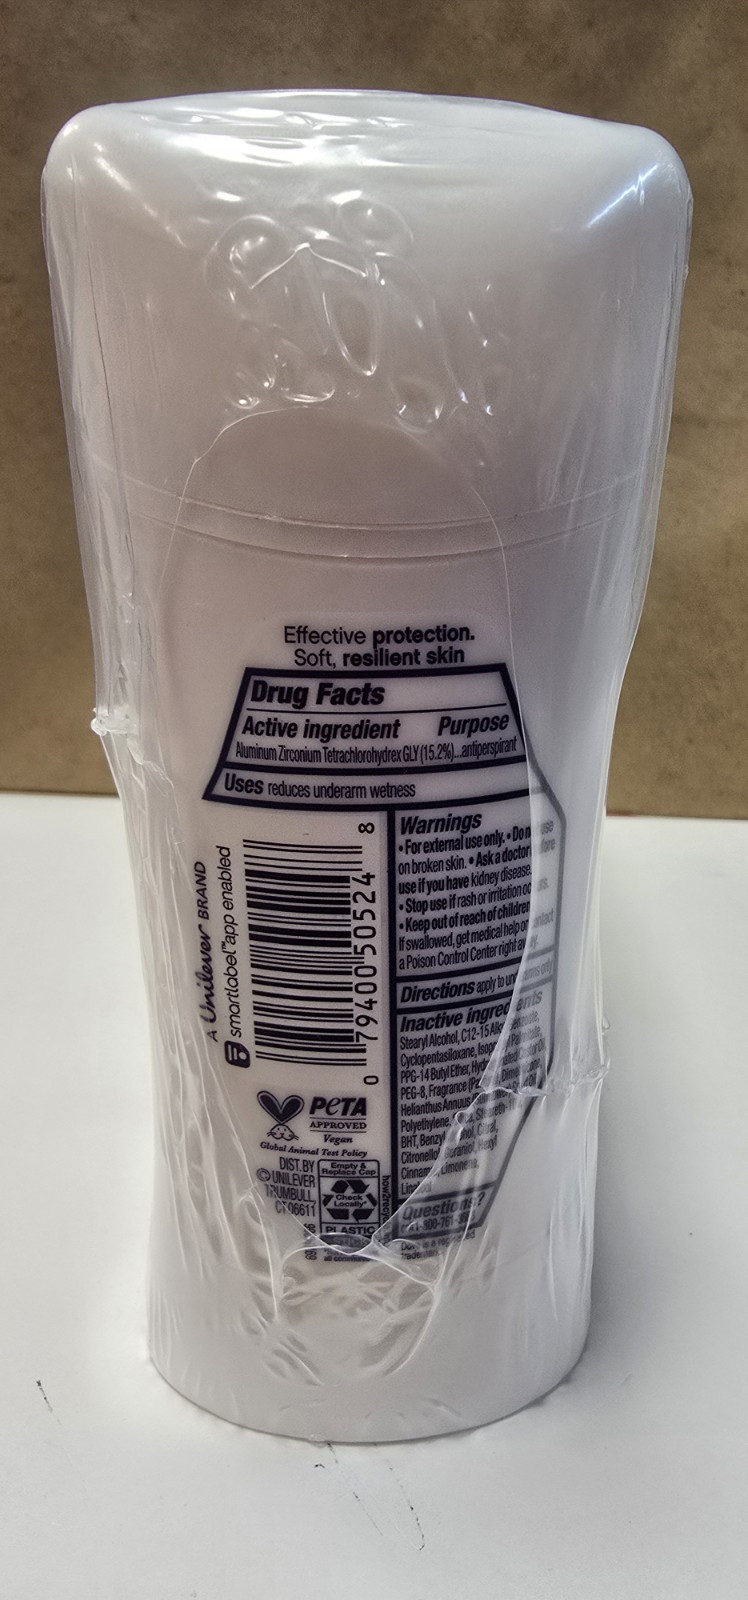 Effective protection.
Soft, resilient skin
Drug Facts
Active ingredient Purpose
Aluminum Zirconium Tetrachlorohydrex GLY (15.2%)...antiperspirant
Uses reduces underarm wetness
Warnings
• For external use only. • Do n use
on broken skin. • Ask a doctor
use if you have kidney disease.
• Stop use if rash or irritation oc
• Keep out of reach of children
If swallowed, get medical help or contact
a Poison Control Center right away.
Directions apply to underarms only
Inactive ingredients
Stearyl Alcohol, C12-15
Cyclopentasiloxane,
PPG-14 Butyl Ether,
PEG-8, Fragrance
Helianthus Annuus
Polyethylene,
BHT, Benzyl
Geraniol, Hexyl
Limonene,
Questions?
A Unilever BRAND
smartlabel™ app enabled
0 79400 50524 8
PETA
APPROVED
Vegan
Global Animal Test Policy
DIST. BY
© UNILEVER
TRUMBULL,
CT 06611
Empty &
Replace Cap
Check
Locally*
PLASTIC